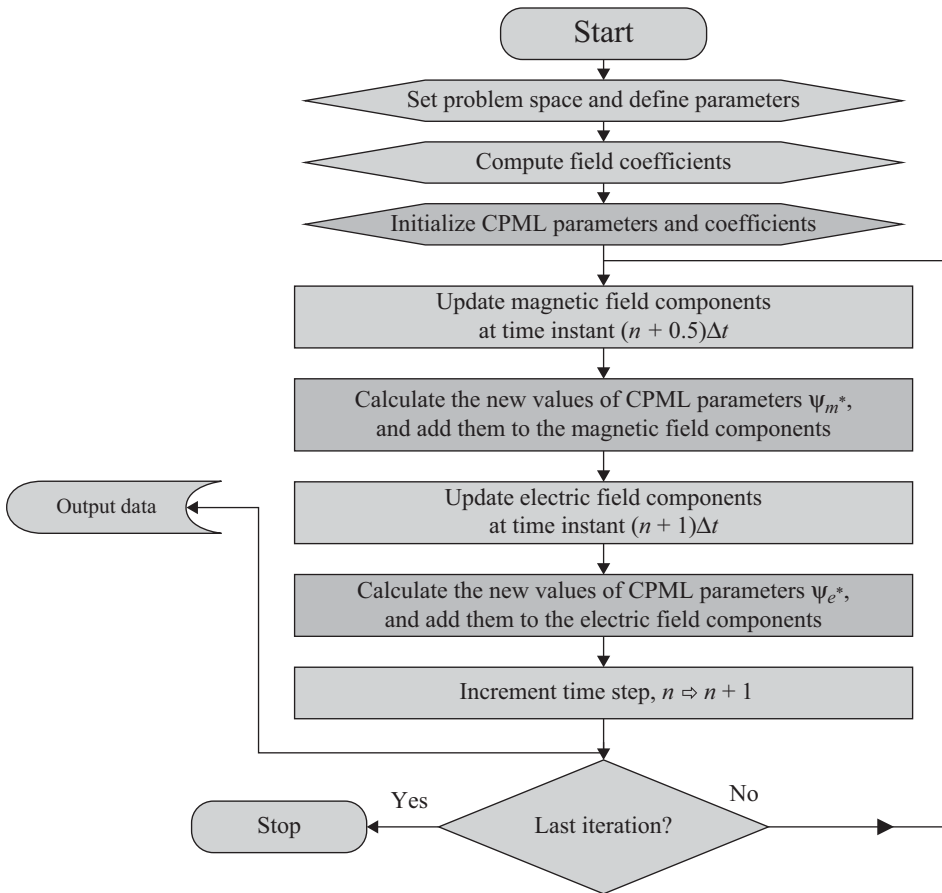 Start
Set problem space and define parameters
Compute field coefficients
Initialize CPML parameters and coefficients
Update magnetic field components
at time instant (n + 0.5)Δt
Calculate the new values of CPML parameters ψm*,
and add them to the magnetic field components
Output data
Update electric field components
at time instant (n + 1)Δt
Calculate the new values of CPML parameters ψe*,
and add them to the electric field components
Increment time step, n ⇨ n + 1
Yes
No
Stop
Last iteration?